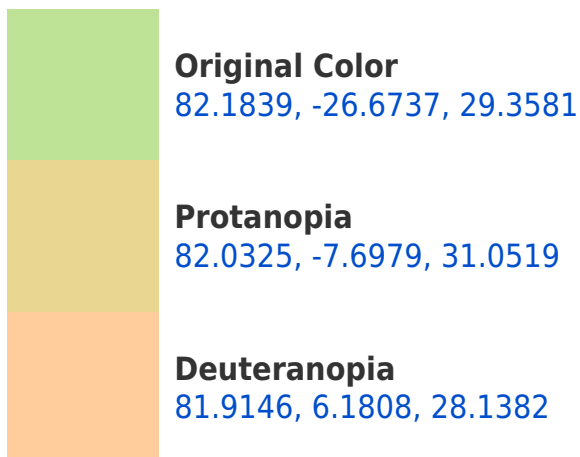 Original Color
82.1839, -26.6737, 29.3581
Protanopia
82.0325, -7.6979, 31.0519
Deuteranopia
81.9146, 6.1808, 28.1382